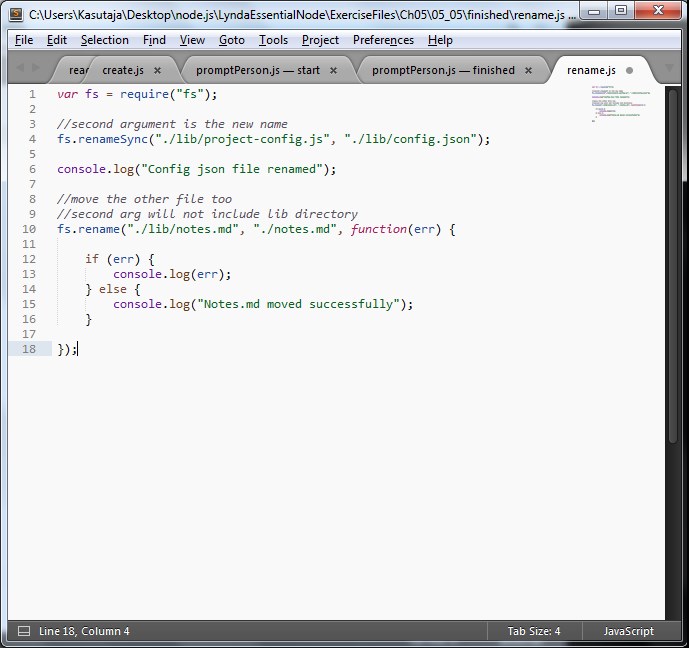 C:\Users\Kasutaja\Desktop\node.js\LyndaEssentialNode\ExerciseFiles\Ch05\05_05\finished\rename.js ...
File Edit Selection Find View Goto Tools Project Preferences Help
create.js × promptPerson.js — start × promptPerson.js — finished × rename.js
1 var fs = require("fs");
2
3 //second argument is the new name
4 fs.renameSync("./lib/project-config.js", "./lib/config.json");
5
6 console.log("Config json file renamed");
7
8 //move the other file too
9 //second arg will not include lib directory
10 fs.rename("./lib/notes.md", "./notes.md", function(err) {
11
12 if (err) {
13 console.log(err);
14 } else {
15 console.log("Notes.md moved successfully");
16 }
17
18 });
Line 18, Column 4 Tab Size: 4 JavaScript